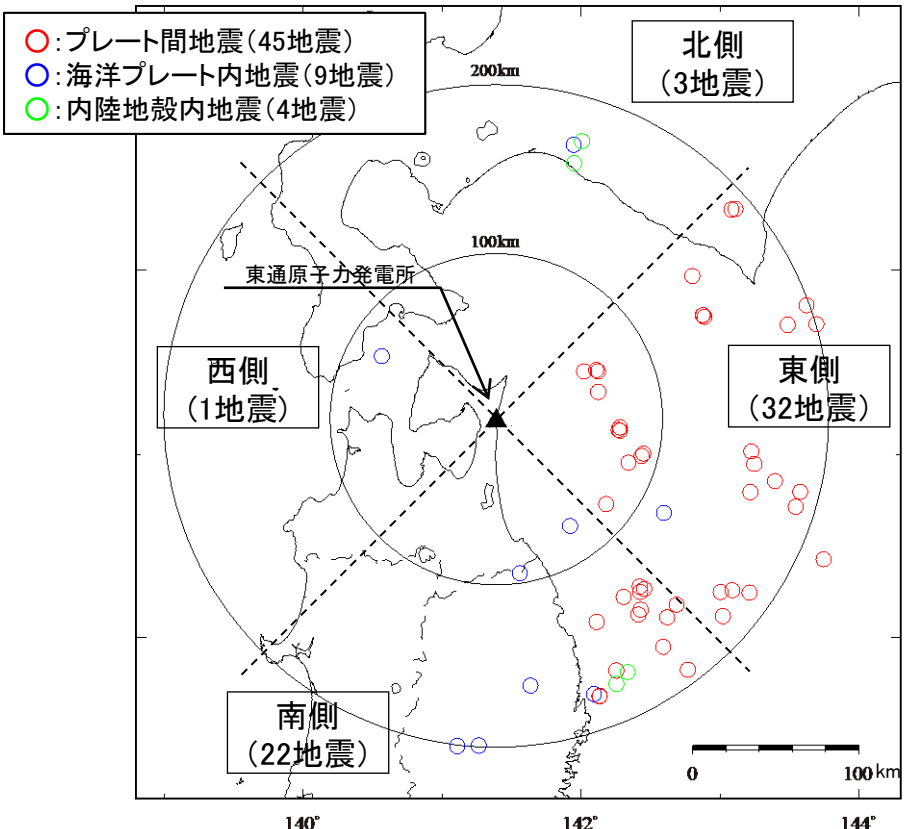 ○:プレート間地震(45地震)
○:海洋プレート内地震(9地震)
○:内陸地殻内地震(4地震)
北側
(3地震)
200km
100km
東通原子力発電所
西側
(1地震)
東側
(32地震)
南側
(22地震)
0
100km
140°
142°
144°